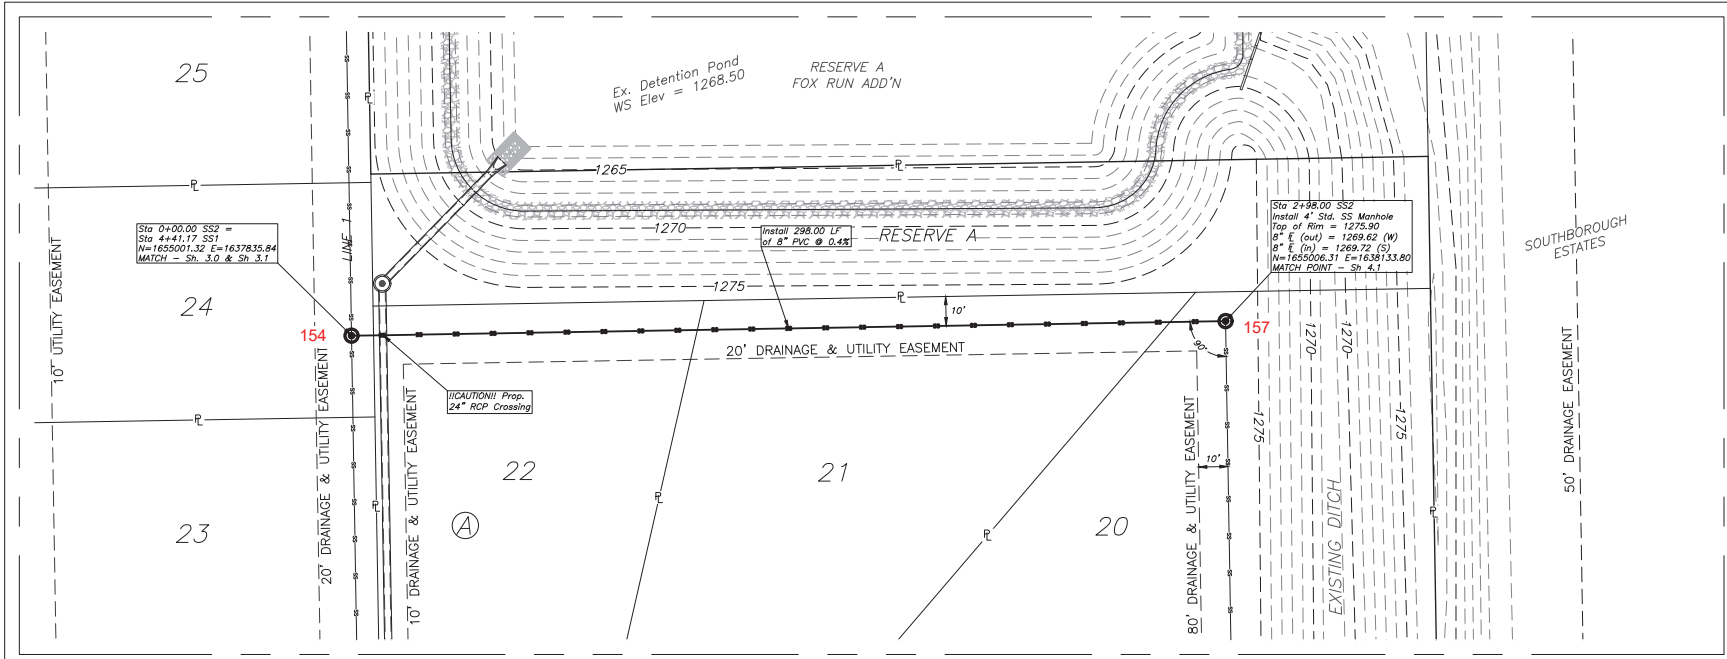 25
Ex. Detention Pond
WS Elev = 1268.50
RESERVE A
FOX RUN ADD'N
1265
Sta 0+00.00 SS2 =
Sta 4+41.17 SS1
N=1655001.32 E=1637835.84
MATCH - Sh. 3.0 & Sh 3.1
LINE 1
1270
Install 298.00 LF
of 8" PVC @ 0.4%
RESERVE A
Sta 2+98.00 SS2
Install 4' Std. SS Manhole
Top of Rim = 1275.90
8" FL (out) = 1269.62 (W)
8" FL (in) = 1269.72 (S)
N=1655006.31 E=1638133.80
MATCH POINT - Sh 4.1
SOUTHBOROUGH
ESTATES
10' UTILITY EASEMENT
24
1275
10'
154
157
20' DRAINAGE & UTILITY EASEMENT
90°
1270
1270
!!CAUTION!! Prop.
24" RCP Crossing
20' DRAINAGE & UTILITY EASEMENT
10' DRAINAGE & UTILITY EASEMENT
22
21
20
23
A
80' DRAINAGE & UTILITY EASEMENT
10'
1275
1275
EXISTING DITCH
50' DRAINAGE EASEMENT